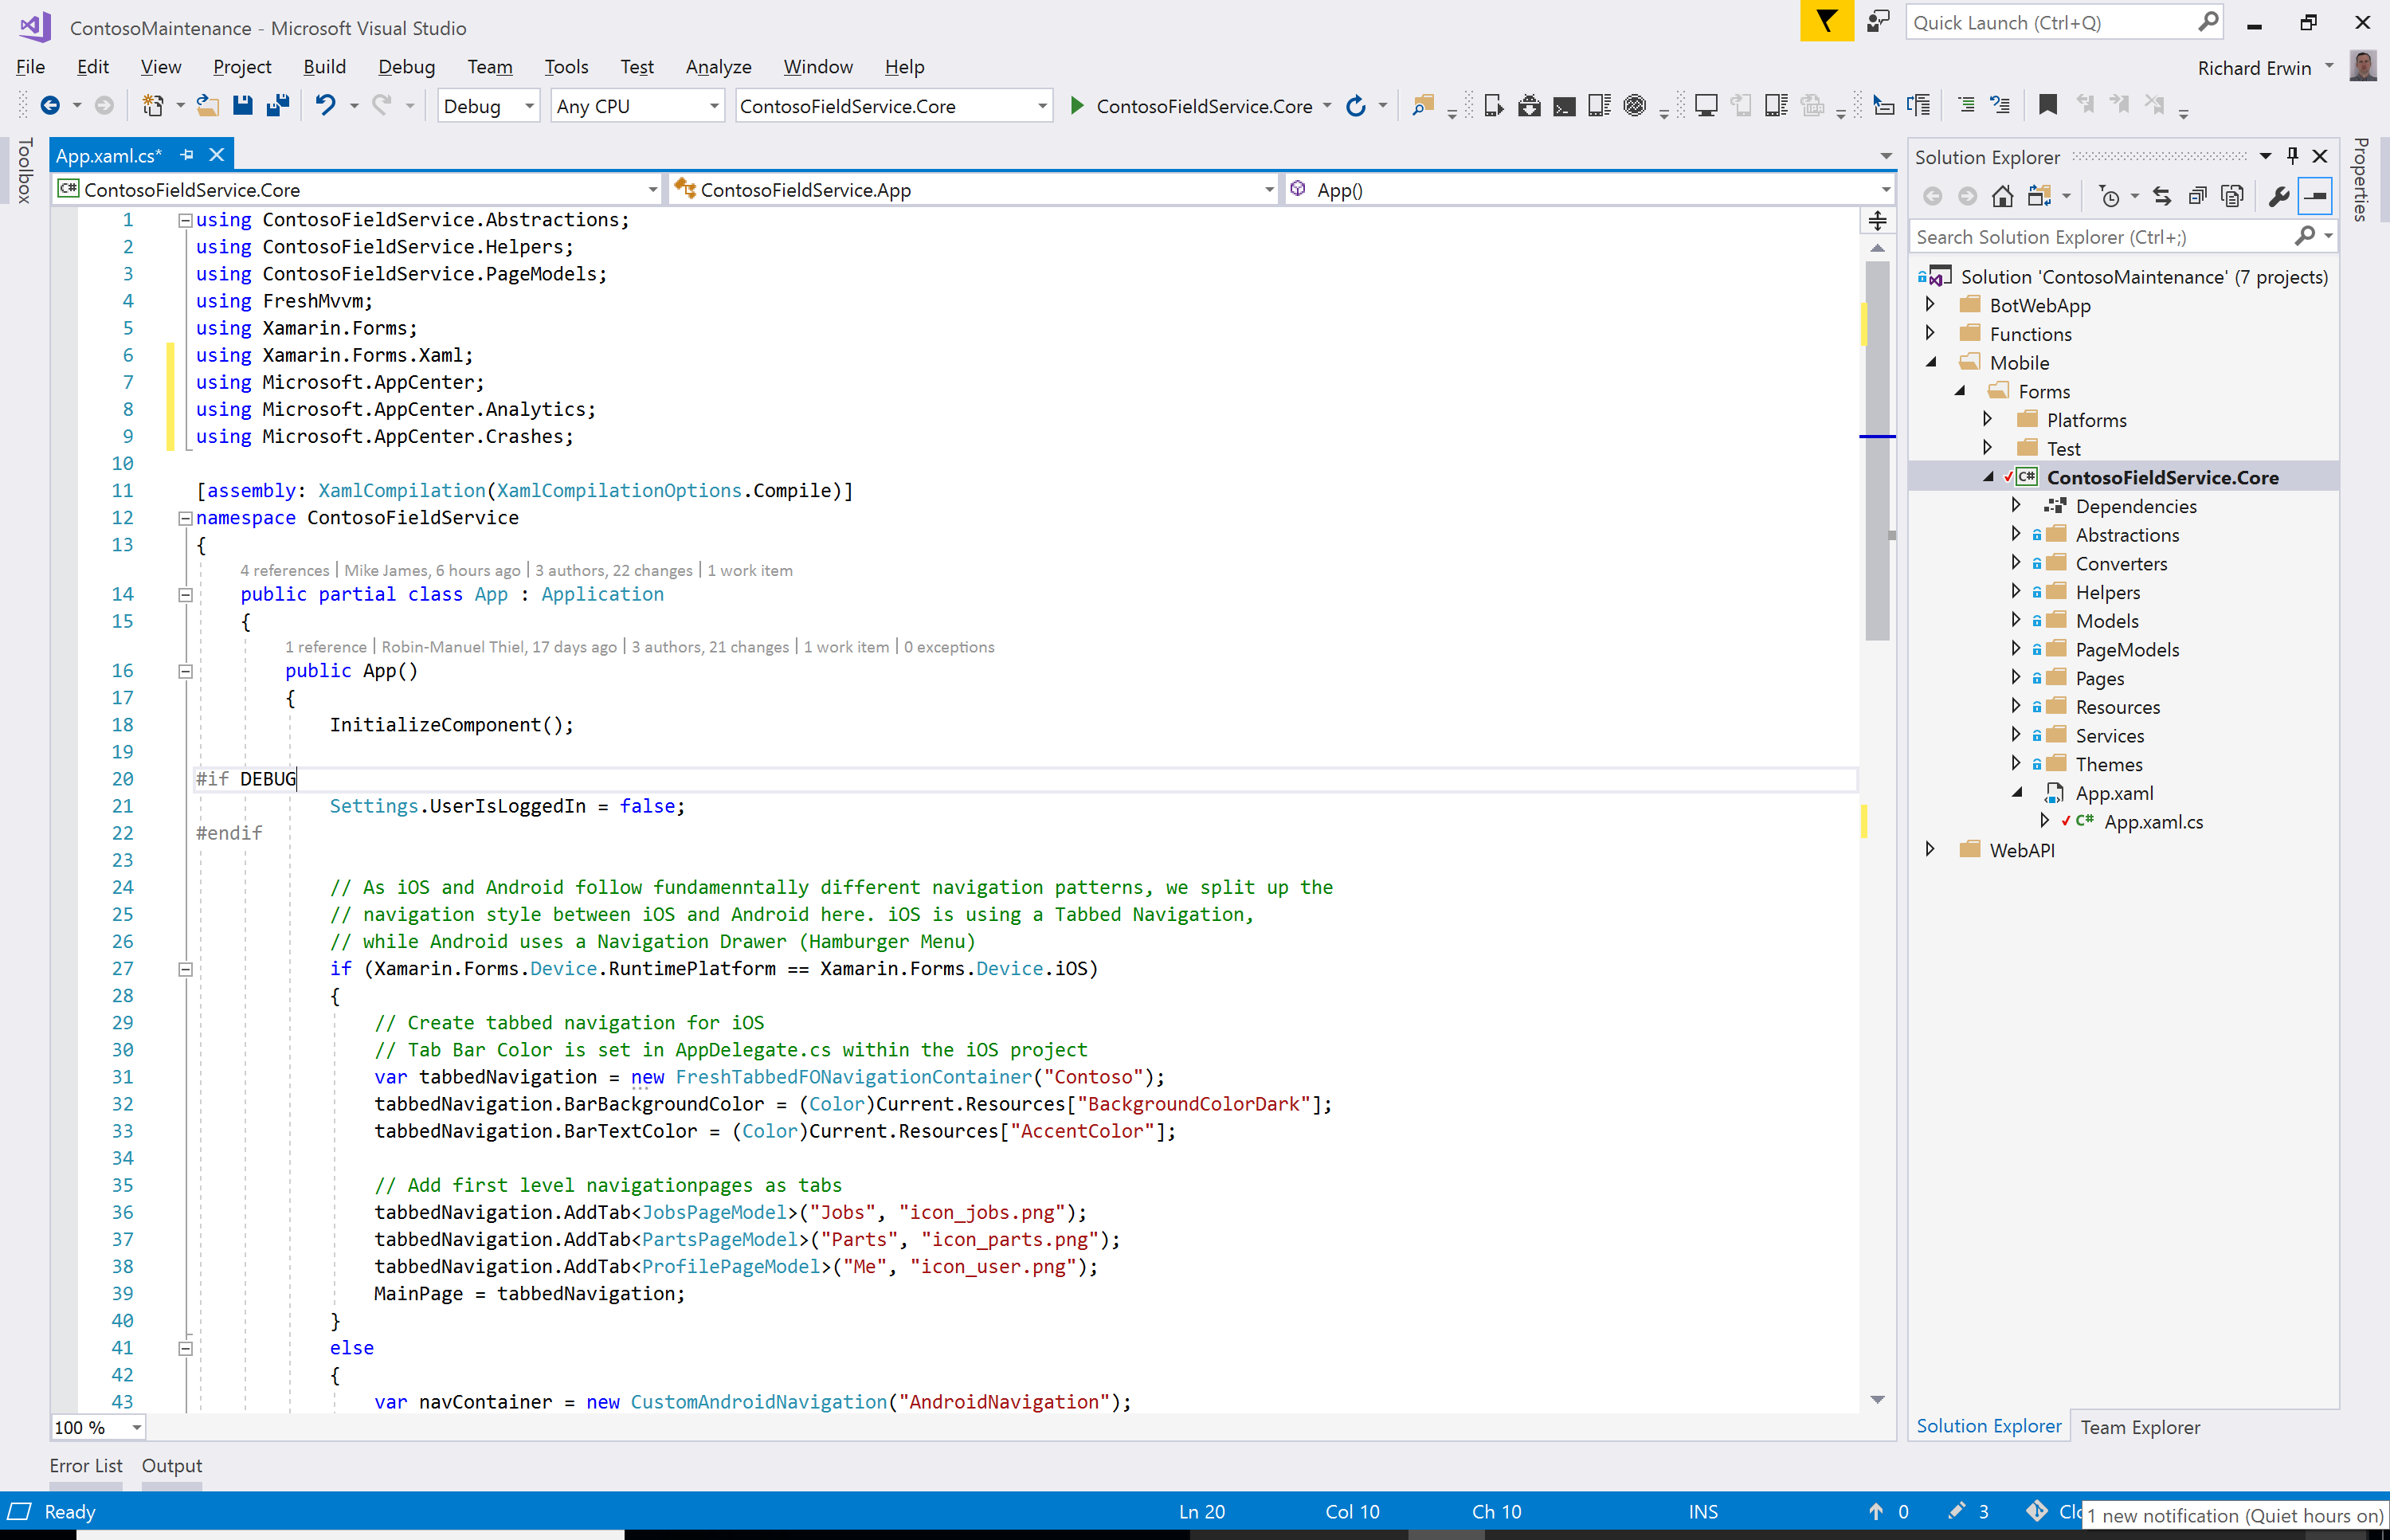 ContosoMaintenance - Microsoft Visual Studio
Quick Launch (Ctrl+Q)
File Edit View Project Build Debug Team Tools Test Analyze Window Help
Richard Erwin
Debug Any CPU ContosoFieldService.Core ContosoFieldService.Core
Toolbox
App.xaml.cs*
ContosoFieldService.Core ContosoFieldService.App App()
1 using ContosoFieldService.Abstractions;
2 using ContosoFieldService.Helpers;
3 using ContosoFieldService.PageModels;
4 using FreshMvvm;
5 using Xamarin.Forms;
6 using Xamarin.Forms.Xaml;
7 using Microsoft.AppCenter;
8 using Microsoft.AppCenter.Analytics;
9 using Microsoft.AppCenter.Crashes;
10
11 [assembly: XamlCompilation(XamlCompilationOptions.Compile)]
12 namespace ContosoFieldService
13 {
4 references | Mike James, 6 hours ago | 3 authors, 22 changes | 1 work item
14 public partial class App : Application
15 {
1 reference | Robin-Manuel Thiel, 17 days ago | 3 authors, 21 changes | 1 work item | 0 exceptions
16 public App()
17 {
18 InitializeComponent();
19
20 #if DEBUG
21 Settings.UserIsLoggedIn = false;
22 #endif
23
24 // As iOS and Android follow fundamenntally different navigation patterns, we split up the
25 // navigation style between iOS and Android here. iOS is using a Tabbed Navigation,
26 // while Android uses a Navigation Drawer (Hamburger Menu)
27 if (Xamarin.Forms.Device.RuntimePlatform == Xamarin.Forms.Device.iOS)
28 {
29 // Create tabbed navigation for iOS
30 // Tab Bar Color is set in AppDelegate.cs within the iOS project
31 var tabbedNavigation = new FreshTabbedFONavigationContainer("Contoso");
32 tabbedNavigation.BarBackgroundColor = (Color)Current.Resources["BackgroundColorDark"];
33 tabbedNavigation.BarTextColor = (Color)Current.Resources["AccentColor"];
34
35 // Add first level navigationpages as tabs
36 tabbedNavigation.AddTab<JobsPageModel>("Jobs", "icon_jobs.png");
37 tabbedNavigation.AddTab<PartsPageModel>("Parts", "icon_parts.png");
38 tabbedNavigation.AddTab<ProfilePageModel>("Me", "icon_user.png");
39 MainPage = tabbedNavigation;
40 }
41 else
42 {
43 var navContainer = new CustomAndroidNavigation("AndroidNavigation");
100 %
Solution Explorer
Search Solution Explorer (Ctrl+;)
Solution 'ContosoMaintenance' (7 projects)
BotWebApp
Functions
Mobile
Forms
Platforms
Test
C# ContosoFieldService.Core
Dependencies
Abstractions
Converters
Helpers
Models
PageModels
Pages
Resources
Services
Themes
App.xaml
C# App.xaml.cs
WebAPI
Solution Explorer Team Explorer
Properties
Error List Output
Ready Ln 20 Col 10 Ch 10 INS 0 3
1 new notification (Quiet hours on)